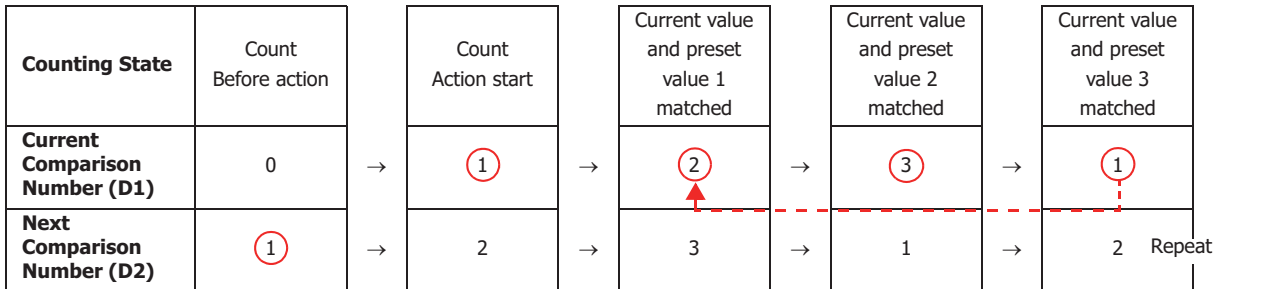 Counting State
Count
Before action
Count
Action start
Current value
and preset
value 1
matched
Current value
and preset
value 2
matched
Current value
and preset
value 3
matched
Current
Comparison
Number (D1)
0 → 1 → 2 → 3 → 1
Next
Comparison
Number (D2)
1 → 2 → 3 → 1 → 2 Repeat